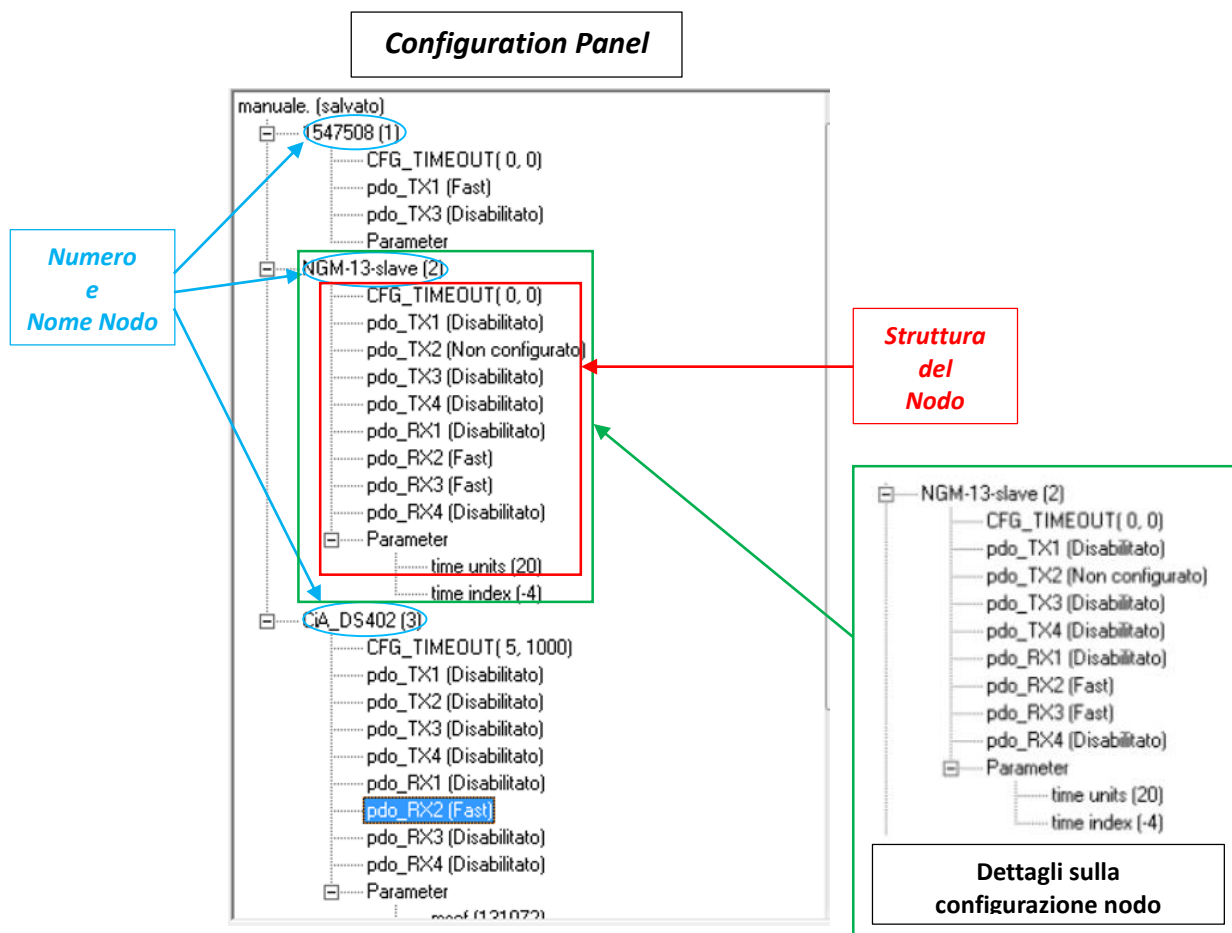 Configuration Panel
manuale. (salvato)
1547508 (1)
CFG_TIMEOUT( 0, 0)
pdo_TX1 (Fast)
pdo_TX3 (Disabilitato)
Parameter
NGM-13-slave (2)
CFG_TIMEOUT( 0, 0)
pdo_TX1 (Disabilitato)
pdo_TX2 (Non configurato)
pdo_TX3 (Disabilitato)
pdo_TX4 (Disabilitato)
pdo_RX1 (Disabilitato)
pdo_RX2 (Fast)
pdo_RX3 (Fast)
pdo_RX4 (Disabilitato)
Parameter
time units (20)
time index (-4)
CiA_DS402 (3)
CFG_TIMEOUT( 5, 1000)
pdo_TX1 (Disabilitato)
pdo_TX2 (Disabilitato)
pdo_TX3 (Disabilitato)
pdo_TX4 (Disabilitato)
pdo_RX1 (Disabilitato)
pdo_RX2 (Fast)
pdo_RX3 (Disabilitato)
pdo_RX4 (Disabilitato)
Parameter
(131072)
Numero
e
Nome Nodo
Struttura
del
Nodo
NGM-13-slave (2)
CFG_TIMEOUT( 0, 0)
pdo_TX1 (Disabilitato)
pdo_TX2 (Non configurato)
pdo_TX3 (Disabilitato)
pdo_TX4 (Disabilitato)
pdo_RX1 (Disabilitato)
pdo_RX2 (Fast)
pdo_RX3 (Fast)
pdo_RX4 (Disabilitato)
Parameter
time units (20)
time index (-4)
Dettagli sulla
configurazione nodo